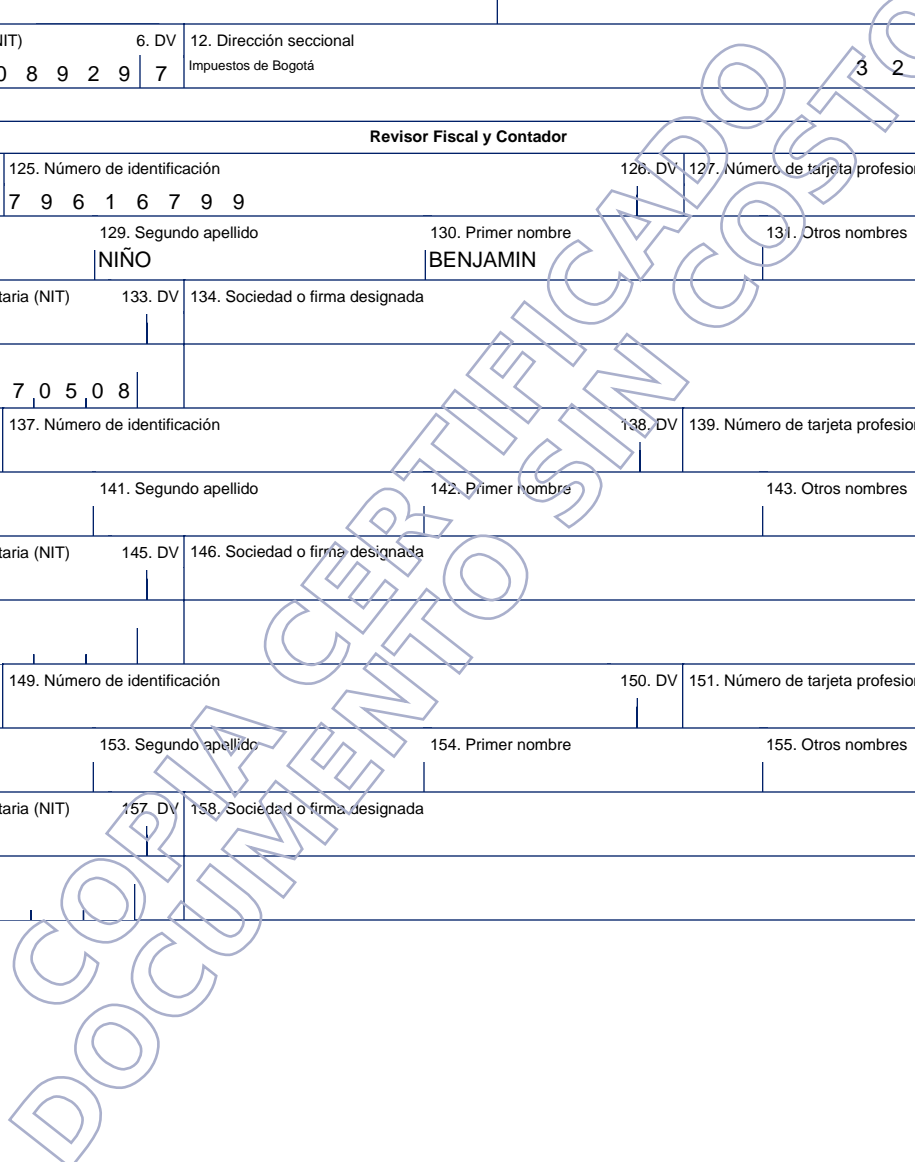 NIT) 6. DV 12. Dirección seccional
0 8 9 2 9 7 Impuestos de Bogotá 3 2
Revisor Fiscal y Contador
125. Número de identificación 126. DV 127. Número de tarjeta profesion
7 9 6 1 6 7 9 9
129. Segundo apellido 130. Primer nombre 131. Otros nombres
NIÑO BENJAMIN
taria (NIT) 133. DV 134. Sociedad o firma designada
7 0 5 0 8
137. Número de identificación 138. DV 139. Número de tarjeta profesion
141. Segundo apellido 142. Primer nombre 143. Otros nombres
taria (NIT) 145. DV 146. Sociedad o firma designada
149. Número de identificación 150. DV 151. Número de tarjeta profesion
153. Segundo apellido 154. Primer nombre 155. Otros nombres
taria (NIT) 157. DV 158. Sociedad o firma designada
COPIA CERTIFICADO
DOCUMENTO SIN COSTO